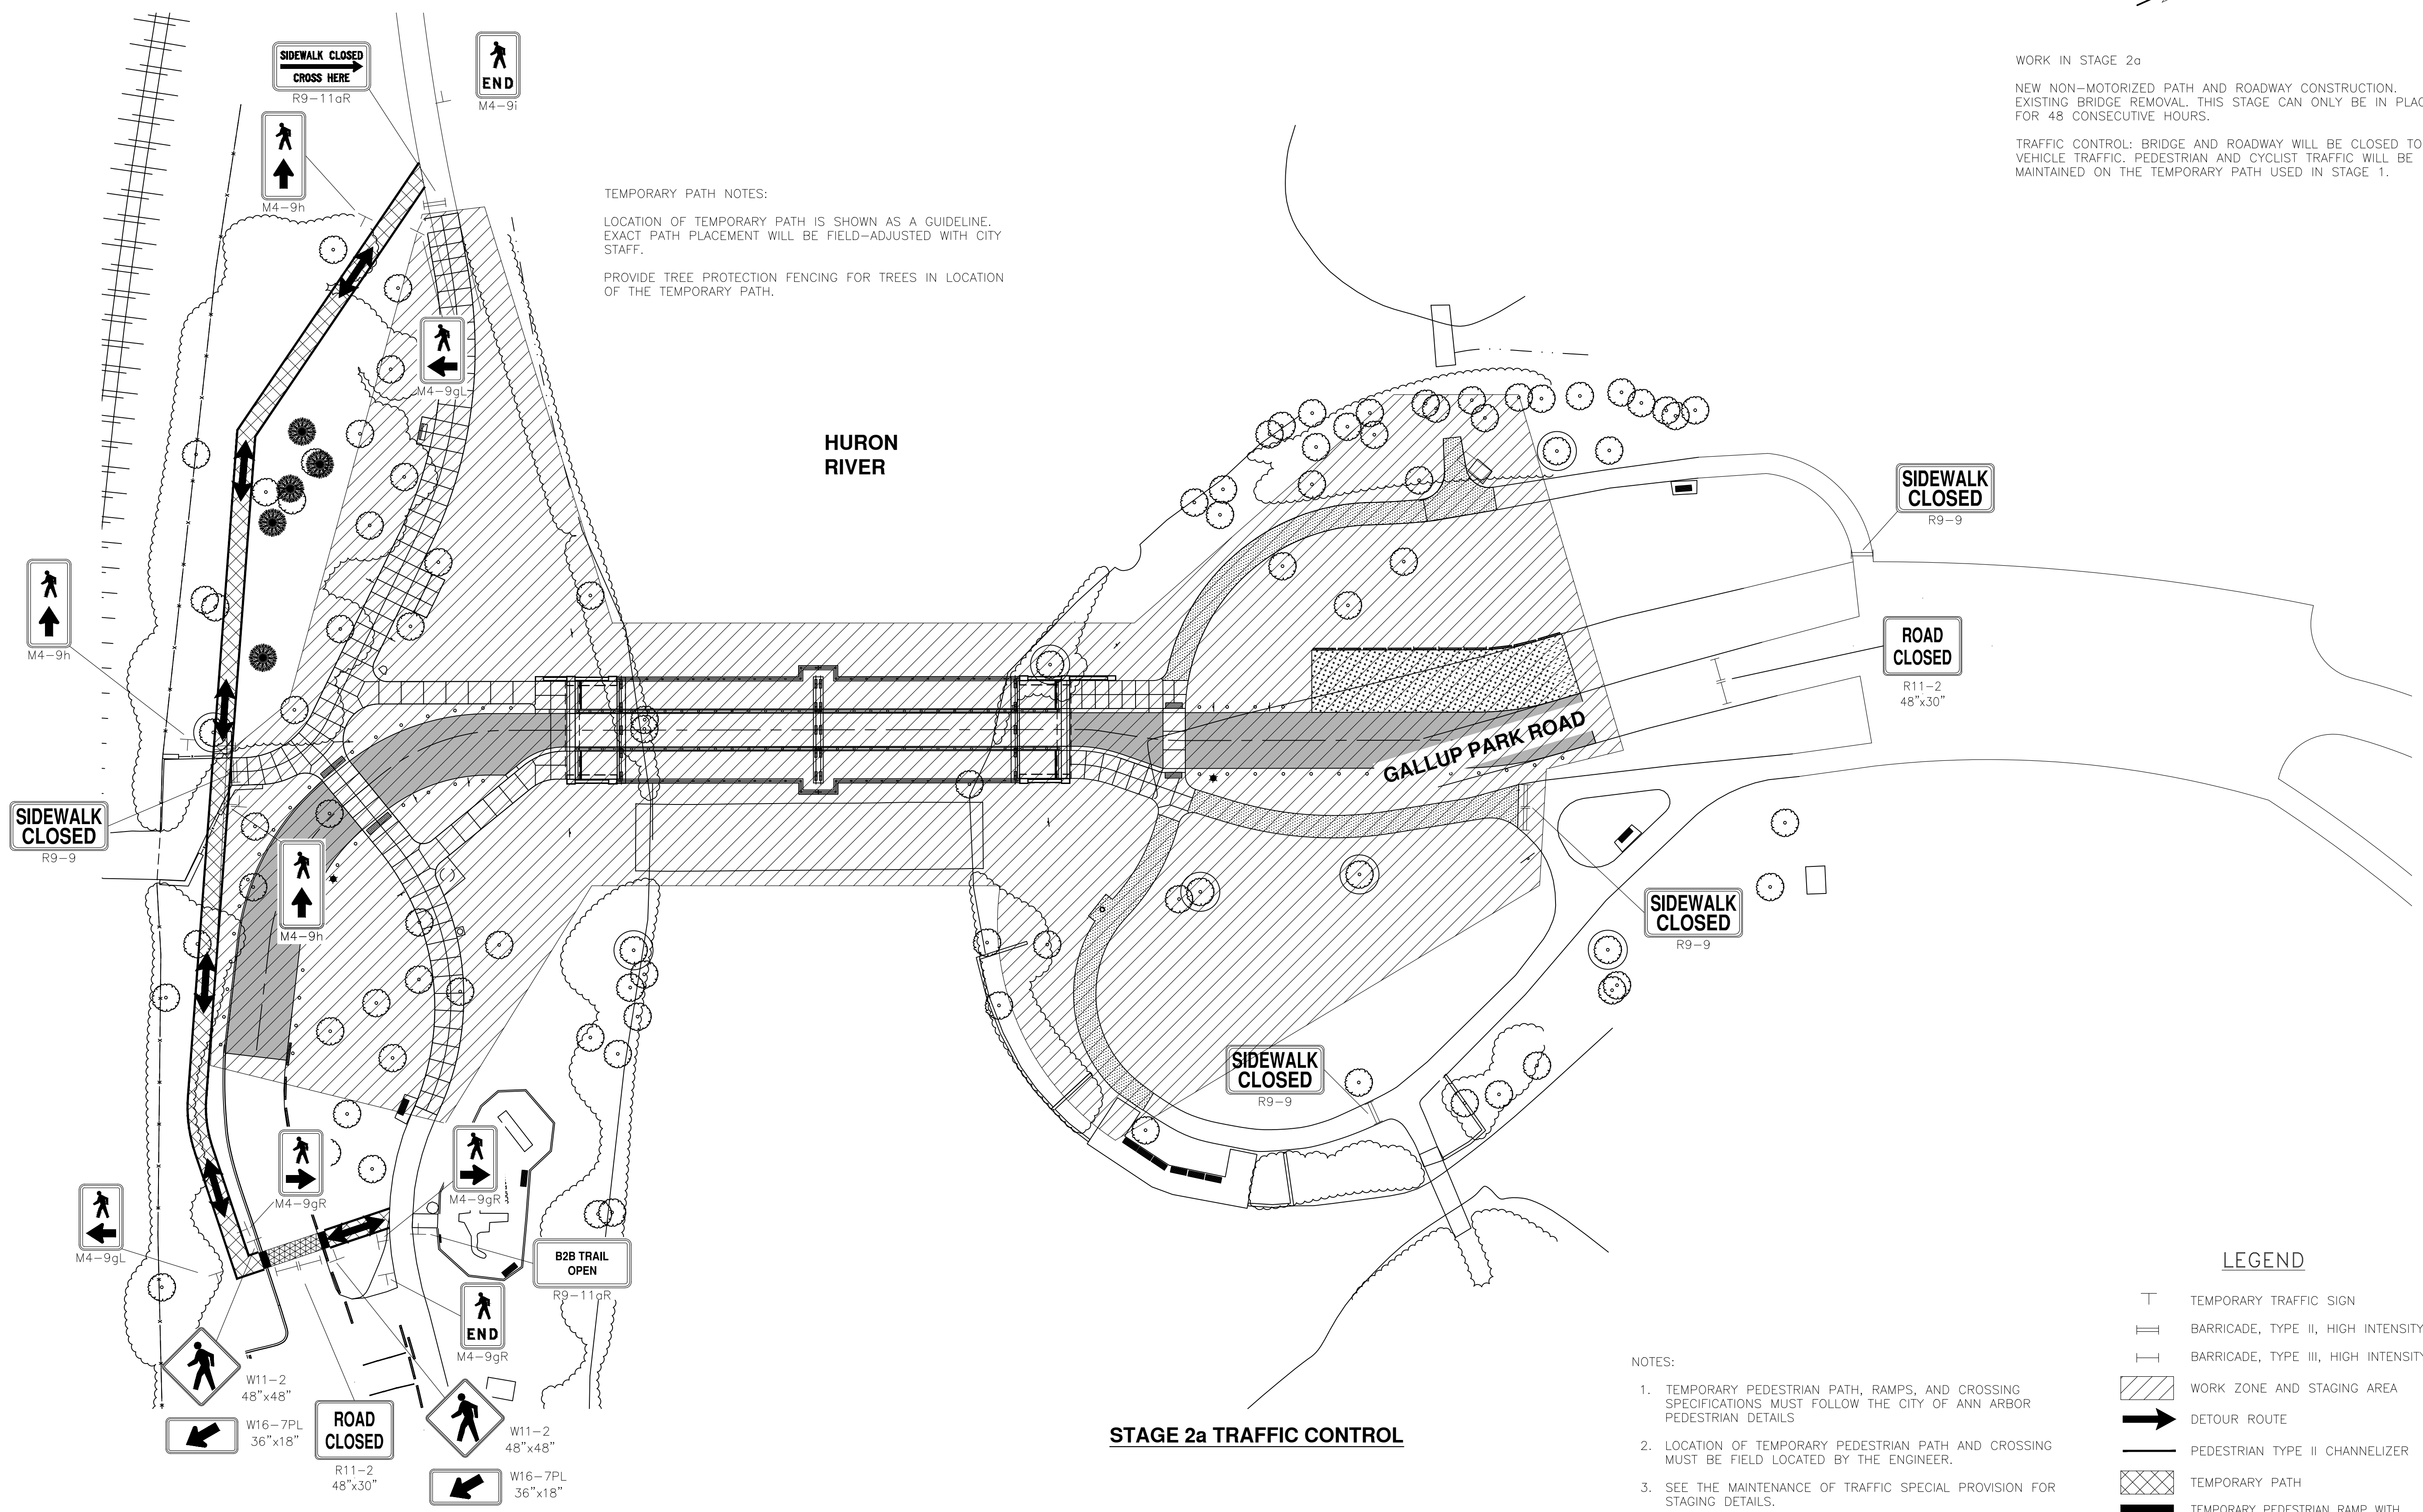 SIDEWALK CLOSED
CROSS HERE
R9-11aR
END
M4-9i
M4-9h
TEMPORARY PATH NOTES:
LOCATION OF TEMPORARY PATH IS SHOWN AS A GUIDELINE.
EXACT PATH PLACEMENT WILL BE FIELD-ADJUSTED WITH CITY
STAFF.
PROVIDE TREE PROTECTION FENCING FOR TREES IN LOCATION
OF THE TEMPORARY PATH.
WORK IN STAGE 2a
NEW NON-MOTORIZED PATH AND ROADWAY CONSTRUCTION.
EXISTING BRIDGE REMOVAL. THIS STAGE CAN ONLY BE IN PLAC
FOR 48 CONSECUTIVE HOURS.
TRAFFIC CONTROL: BRIDGE AND ROADWAY WILL BE CLOSED TO
VEHICLE TRAFFIC. PEDESTRIAN AND CYCLIST TRAFFIC WILL BE
MAINTAINED ON THE TEMPORARY PATH USED IN STAGE 1.
M4-9gL
HURON
RIVER
SIDEWALK
CLOSED
R9-9
M4-9h
ROAD
CLOSED
R11-2
48"x30"
GALLUP PARK ROAD
SIDEWALK
CLOSED
R9-9
M4-9h
SIDEWALK
CLOSED
R9-9
SIDEWALK
CLOSED
R9-9
M4-9gR
M4-9gR
M4-9gL
B2B TRAIL
OPEN
R9-11aR
END
M4-9gR
W11-2
48"x48"
W16-7PL
36"x18"
ROAD
CLOSED
R11-2
48"x30"
W11-2
48"x48"
W16-7PL
36"x18"
STAGE 2a TRAFFIC CONTROL
NOTES:
1. TEMPORARY PEDESTRIAN PATH, RAMPS, AND CROSSING
SPECIFICATIONS MUST FOLLOW THE CITY OF ANN ARBOR
PEDESTRIAN DETAILS
2. LOCATION OF TEMPORARY PEDESTRIAN PATH AND CROSSING
MUST BE FIELD LOCATED BY THE ENGINEER.
3. SEE THE MAINTENANCE OF TRAFFIC SPECIAL PROVISION FOR
STAGING DETAILS.
LEGEND
TEMPORARY TRAFFIC SIGN
BARRICADE, TYPE II, HIGH INTENSITY
BARRICADE, TYPE III, HIGH INTENSITY
WORK ZONE AND STAGING AREA
DETOUR ROUTE
PEDESTRIAN TYPE II CHANNELIZER
TEMPORARY PATH
TEMPORARY PEDESTRIAN RAMP WITH